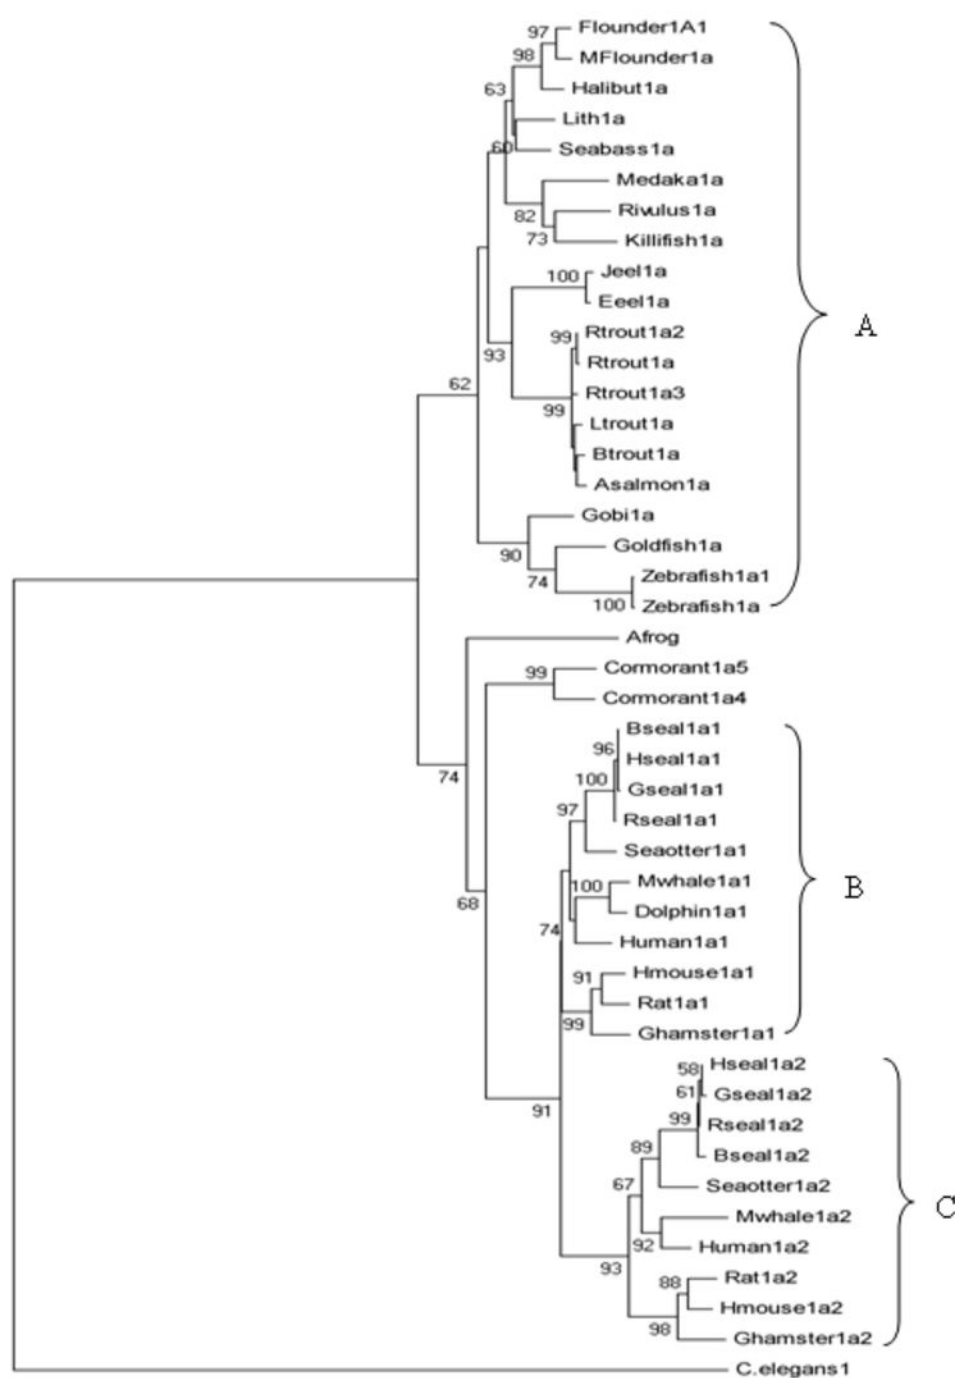 Flounder1A1
97
MFlounder1a
98
Halibut1a
63
Lith1a
60
Seabass1a
Medaka1a
82
Rivulus1a
73
Killifish1a
100
Jeel1a
Eeel1a
99
Rtrout1a2
93
Rtrout1a
62
Rtrout1a3
99
Ltrout1a
Btrout1a
Asalmon1a
Gobi1a
90
Goldfish1a
74
Zebrafish1a1
100
Zebrafish1a
A
Afrog
99
Cormorant1a5
Cormorant1a4
74
Bseal1a1
96
Hseal1a1
100
Gseal1a1
97
Rseal1a1
Seaotter1a1
100
Mwhale1a1
68
Dolphin1a1
74
Human1a1
91
Hmouse1a1
Rat1a1
99
Ghamster1a1
B
58
Hseal1a2
61
Gseal1a2
91
99
Rseal1a2
89
Bseal1a2
67
Seaotter1a2
Mwhale1a2
92
Human1a2
93
88
Rat1a2
Hmouse1a2
98
Ghamster1a2
C
C.elegans1